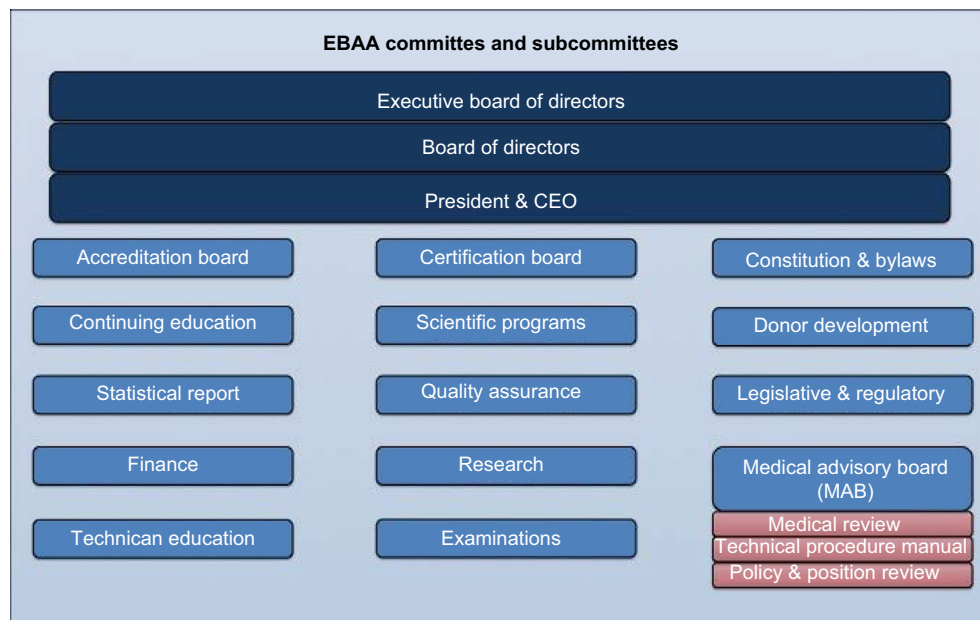 EBAA committes and subcommittees
Executive board of directors
Board of directors
President & CEO
Accreditation board
Certification board
Constitution & bylaws
Continuing education
Scientific programs
Donor development
Statistical report
Quality assurance
Legislative & regulatory
Finance
Research
Medical advisory board
(MAB)
Medical review
Technical procedure manual
Policy & position review
Technican education
Examinations